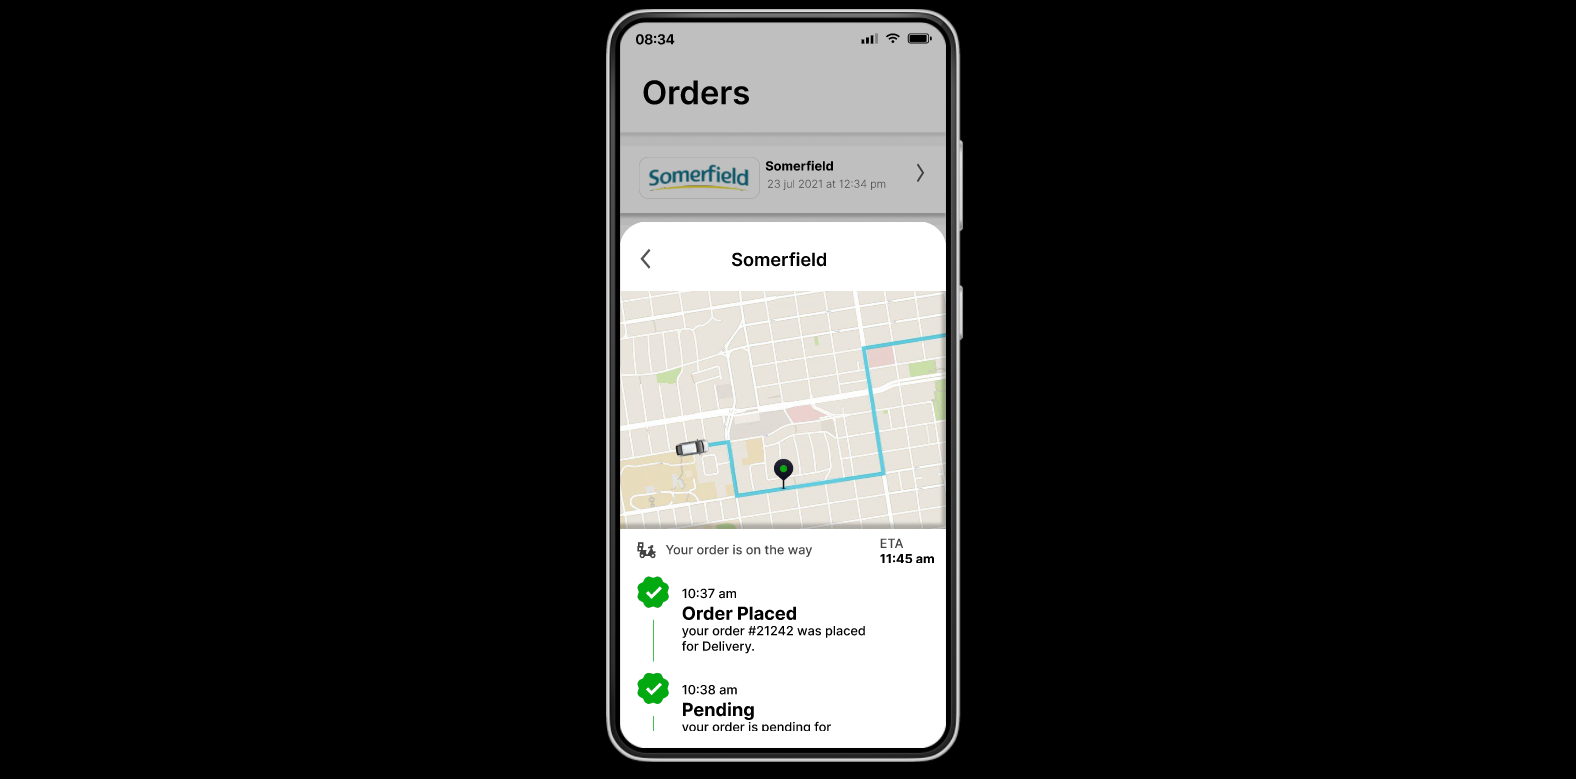 08:34
Orders
Somerfield
Somerfield
23 jul 2021 at 12:34 pm
Somerfield
Your order is on the way
ETA
11:45 am
10:37 am
Order Placed
your order #21242 was placed
for Delivery.
10:38 am
Pending
your order is pending for